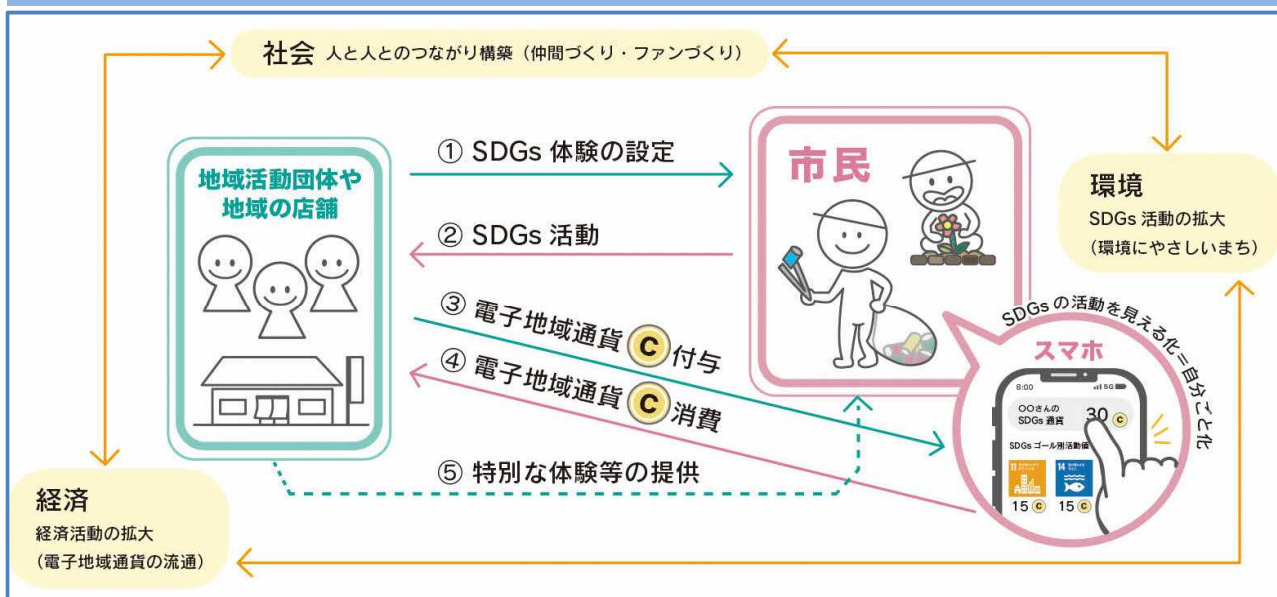 社会 人と人とのつながり構築（仲間づくり・ファンづくり）
地域活動団体や
地域の店舗
① SDGs 体験の設定
② SDGs 活動
③ 電子地域通貨 C 付与
④ 電子地域通貨 C 消費
⑤ 特別な体験等の提供
市民
環境
SDGs 活動の拡大
（環境にやさしいまち）
SDGs の活動を見える化＝自分ごと化
スマホ
8:00 5G
〇〇さんの
SDGs 通貨 30 C
SDGs ゴール別活動値
11 14
15 C 15 C
経済
経済活動の拡大
（電子地域通貨の流通）